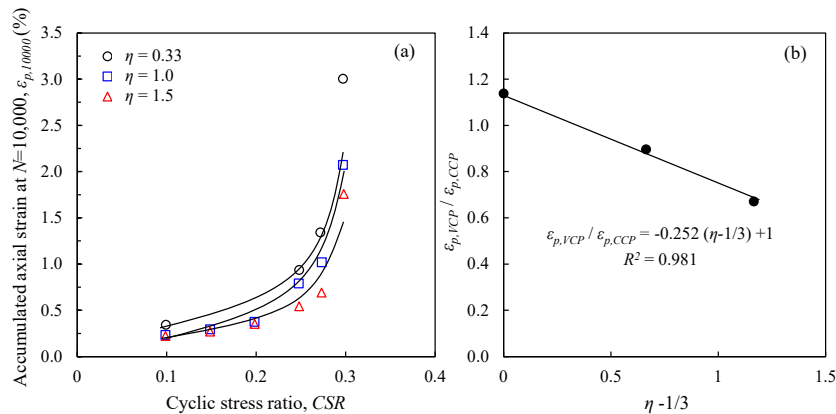 Accumulated axial strain at N=10,000, εp,10000 (%)
3.5
3.0
2.5
2.0
1.5
1.0
0.5
0.0
(a)
η = 0.33
η = 1.0
η = 1.5
0
0.1
0.2
0.3
0.4
Cyclic stress ratio, CSR
εp,VCP / εp,CCP
1.4
1.2
1.0
0.8
0.6
0.4
0.2
0.0
(b)
εp,VCP / εp,CCP = -0.252 (η-1/3) +1
R² = 0.981
0
0.5
1
1.5
η -1/3